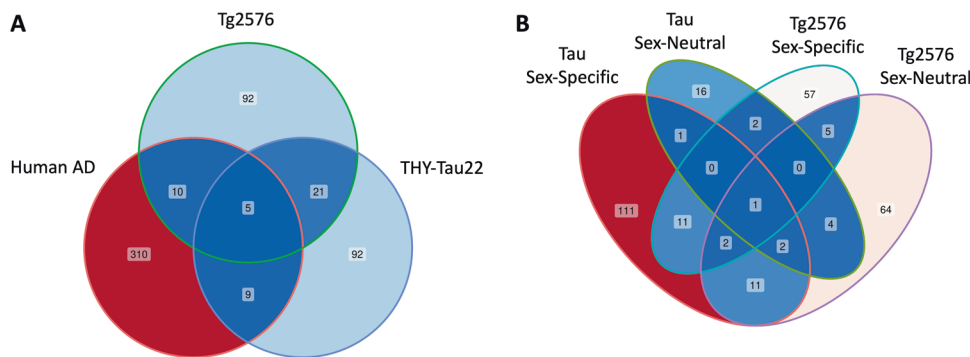 A
Tg2576
92
Human AD
THY-Tau22
10
21
5
310
92
9
B
Tau
Sex-Specific
Tau
Sex-Neutral
Tg2576
Sex-Specific
Tg2576
Sex-Neutral
16
57
1
2
5
0
0
111
11
1
4
64
2
2
11